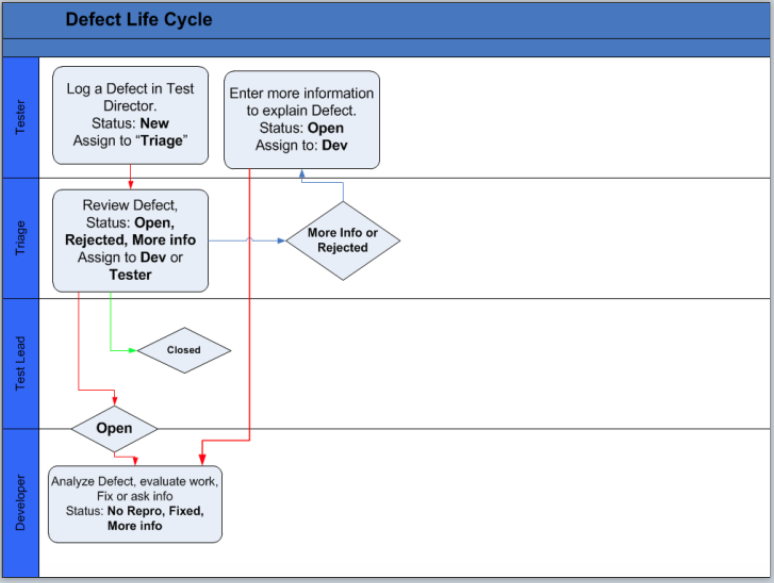 Defect Life Cycle
Tester
Log a Defect in Test
Director.
Status: New
Assign to “Triage”
Enter more information
to explain Defect.
Status: Open
Assign to: Dev
Triage
Review Defect,
Status: Open,
Rejected, More info
Assign to Dev or
Tester
More Info or
Rejected
Test Lead
Closed
Open
Developer
Analyze Defect, evaluate work,
Fix or ask info
Status: No Repro, Fixed,
More info